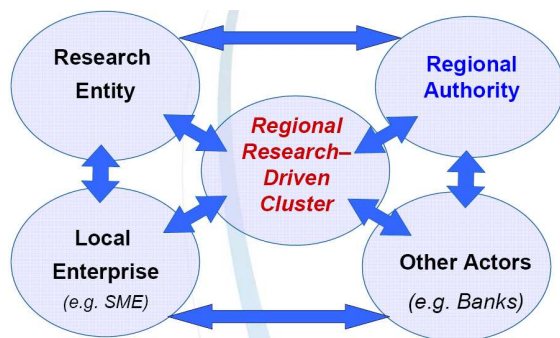 Research
Entity
Regional
Authority
Regional
Research–
Driven
Cluster
Local
Enterprise
(e.g. SME)
Other Actors
(e.g. Banks)